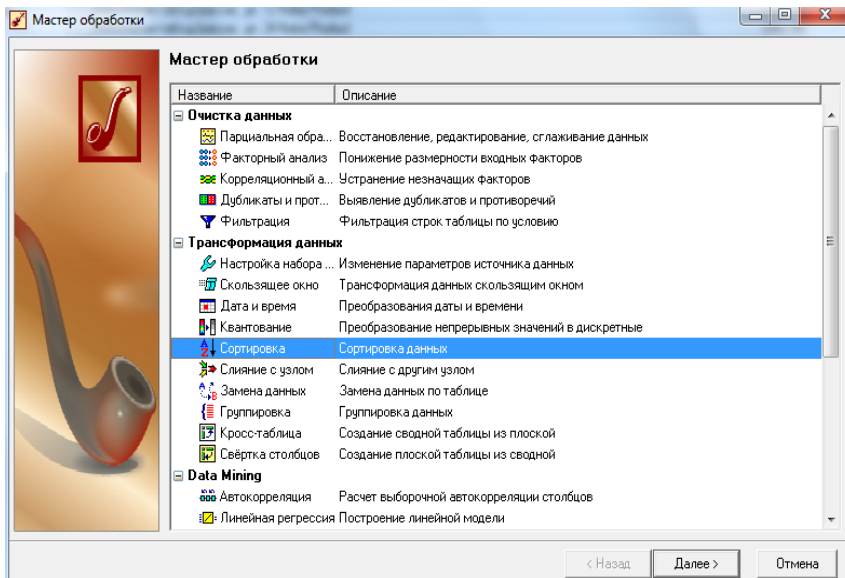 Мастер обработки
Мастер обработки
Название Описание
Очистка данных
Парциальная обра... Восстановление, редактирование, сглаживание данных
Факторный анализ Понижение размерности входных факторов
Корреляционный а... Устранение незначащих факторов
Дубликаты и прот... Выявление дубликатов и противоречий
Фильтрация Фильтрация строк таблицы по условию
Трансформация данных
Настройка набора ... Изменение параметров источника данных
Скользящее окно Трансформация данных скользящим окном
Дата и время Преобразования даты и времени
Квантование Преобразование непрерывных значений в дискретные
Сортировка Сортировка данных
Слияние с узлом Слияние с другим узлом
Замена данных Замена данных по таблице
Группировка Группировка данных
Кросс-таблица Создание сводной таблицы из плоской
Свёртка столбцов Создание плоской таблицы из сводной
Data Mining
Автокорреляция Расчет выборочной автокорреляции столбцов
Линейная регрессия Построение линейной модели
< Назад Далее > Отмена